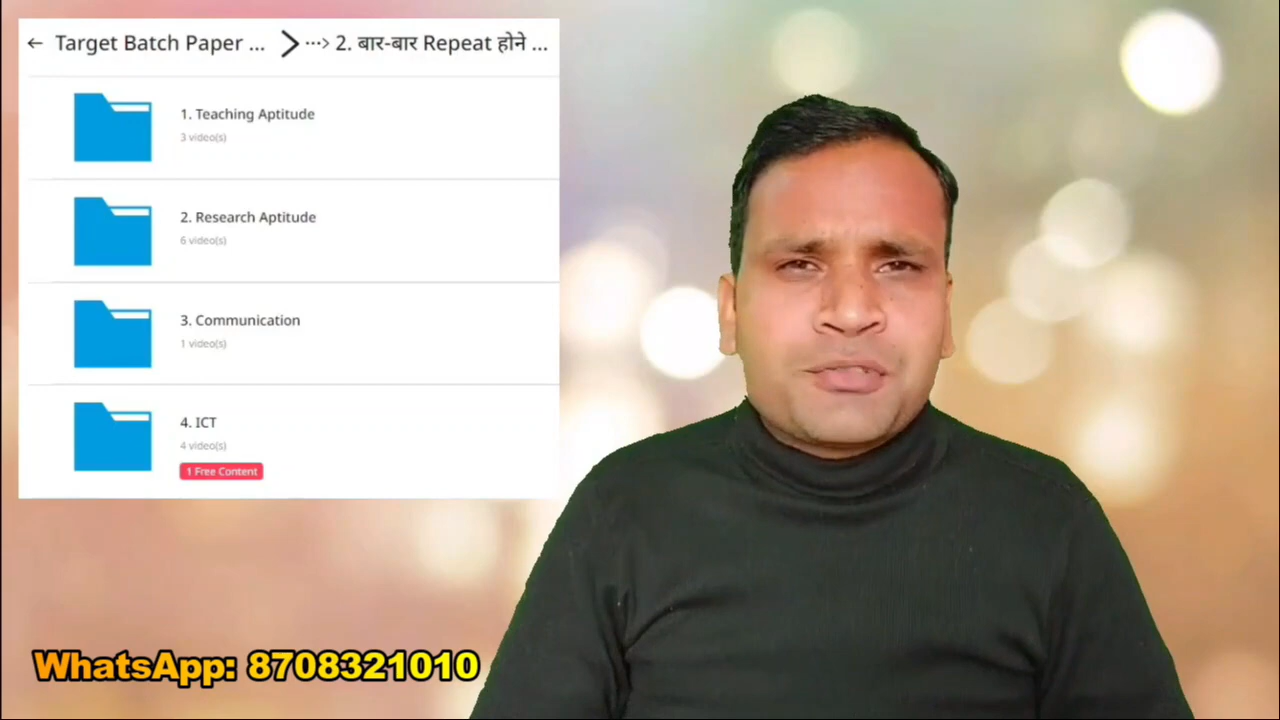 ← Target Batch Paper ... > ···> 2. बार-बार Repeat होने ...
1. Teaching Aptitude
3 video(s)
2. Research Aptitude
6 video(s)
3. Communication
1 video(s)
4. ICT
4 video(s)
1 Free Content
WhatsApp: 8708321010